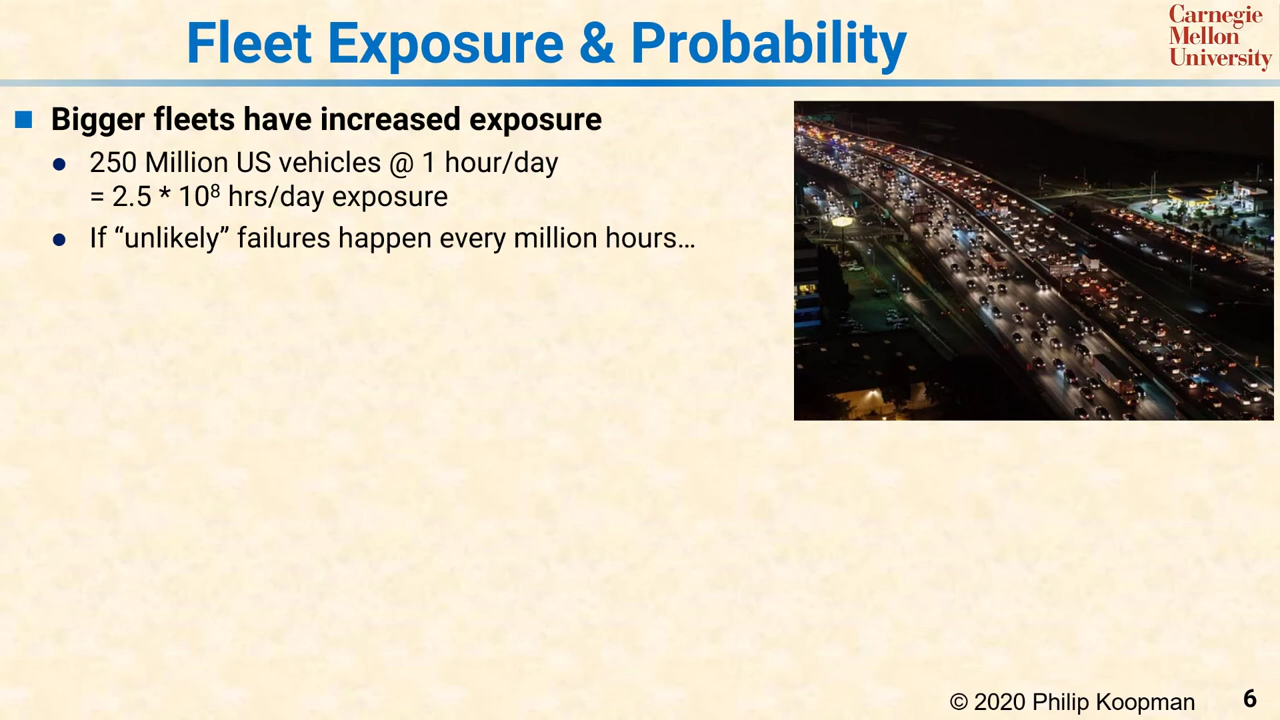 Fleet Exposure & Probability
Carnegie
Mellon
University
Bigger fleets have increased exposure
250 Million US vehicles @ 1 hour/day
= 2.5 * 10⁸ hrs/day exposure
If “unlikely” failures happen every million hours…
© 2020 Philip Koopman
6